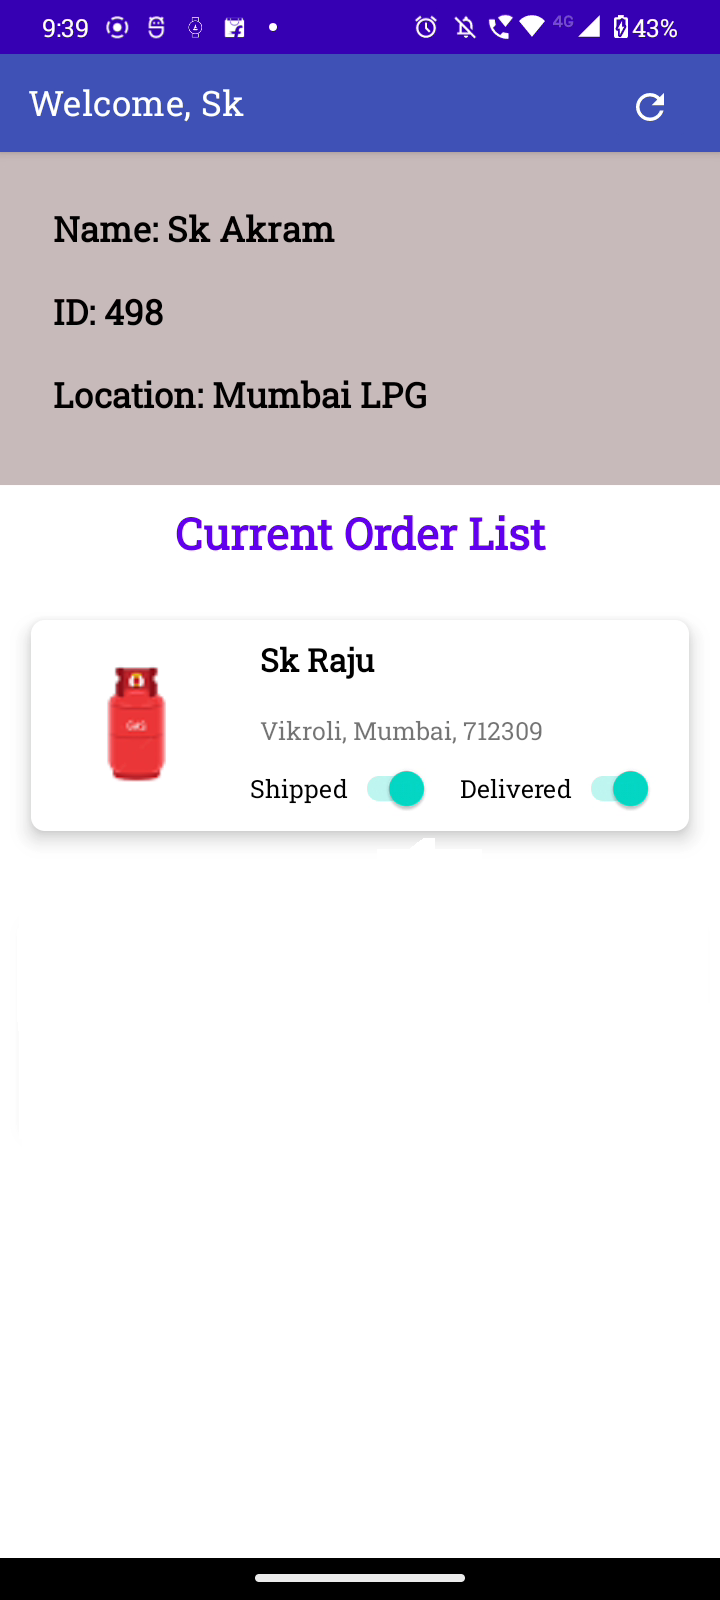 9:39
4G
43%
Welcome, Sk
Name: Sk Akram
ID: 498
Location: Mumbai LPG
Current Order List
Sk Raju
GAS
Vikroli, Mumbai, 712309
Shipped
Delivered